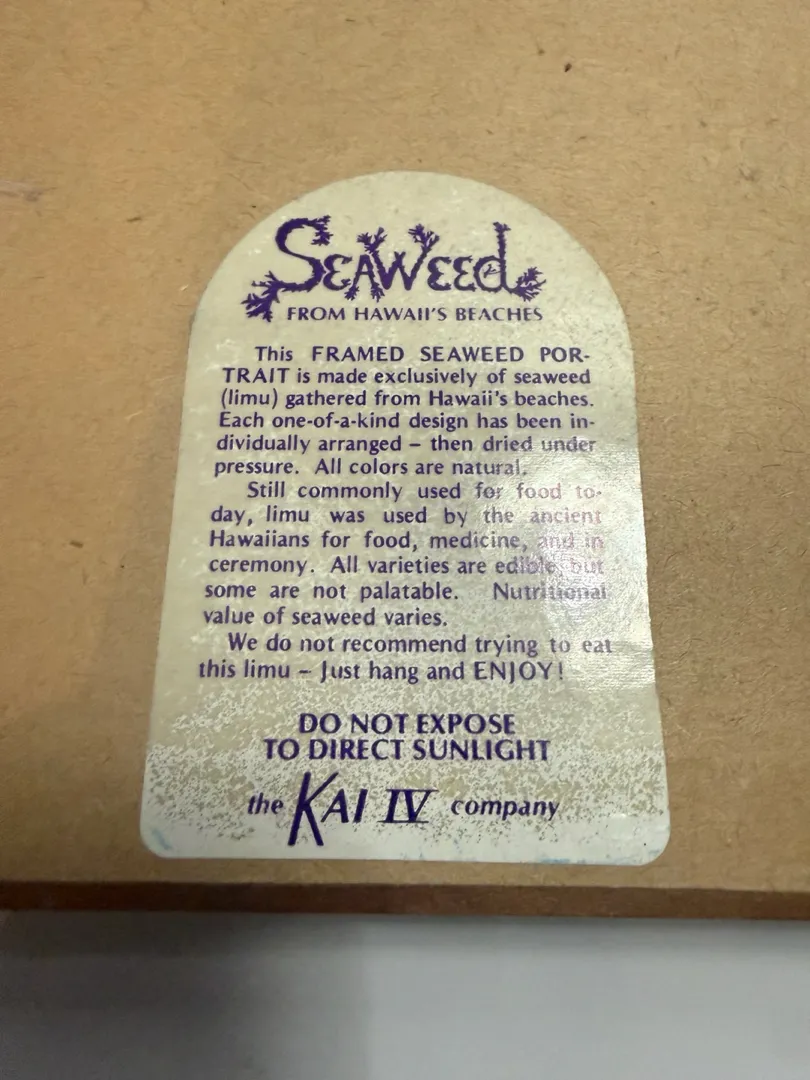 SEAWEED
FROM HAWAII'S BEACHES
This FRAMED SEAWEED POR-
TRAIT is made exclusively of seaweed
(limu) gathered from Hawaii's beaches.
Each one-of-a-kind design has been in-
dividually arranged – then dried under
pressure. All colors are natural.
Still commonly used for food to-
day, limu was used by the ancient
Hawaiians for food, medicine, and in
ceremony. All varieties are edible, but
some are not palatable. Nutritional
value of seaweed varies.
We do not recommend trying to eat
this limu – Just hang and ENJOY!
DO NOT EXPOSE
TO DIRECT SUNLIGHT
the KAI IV company